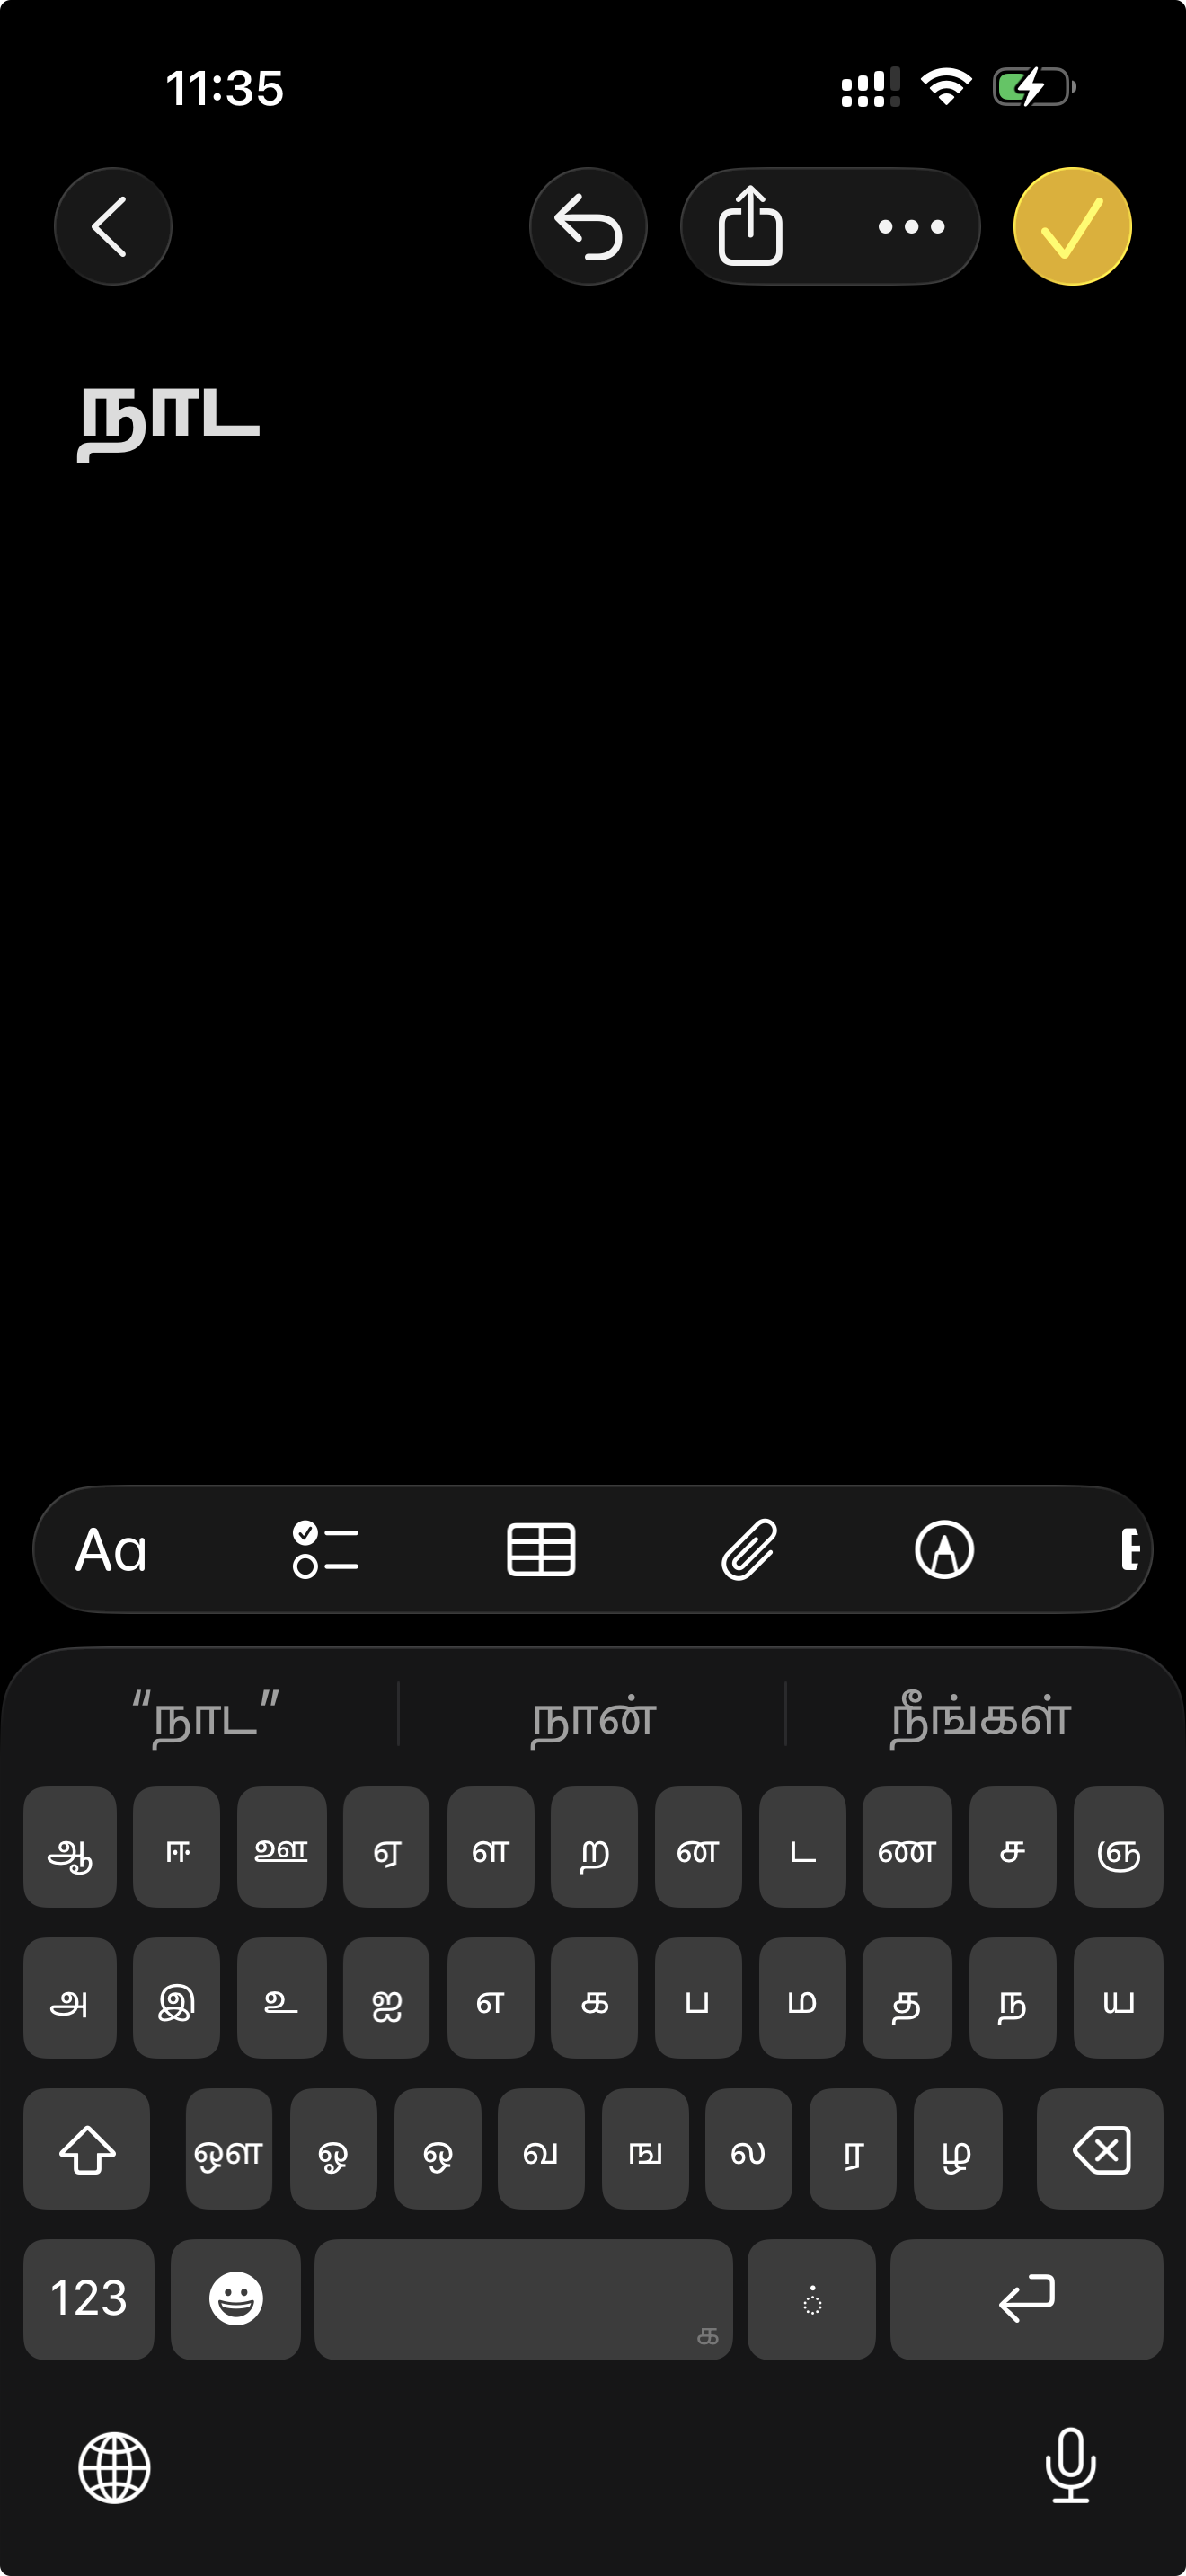 11:35
நாட
Aa
“நாட” நான் நீங்கள்
ஆ ஈ ஊ ஏ ள ற ன ட ண ச ஞ
அ இ உ ஐ எ க ப ம த ந ய
ஔ ஓ ஒ வ ங ல ர ழ
123 க ்